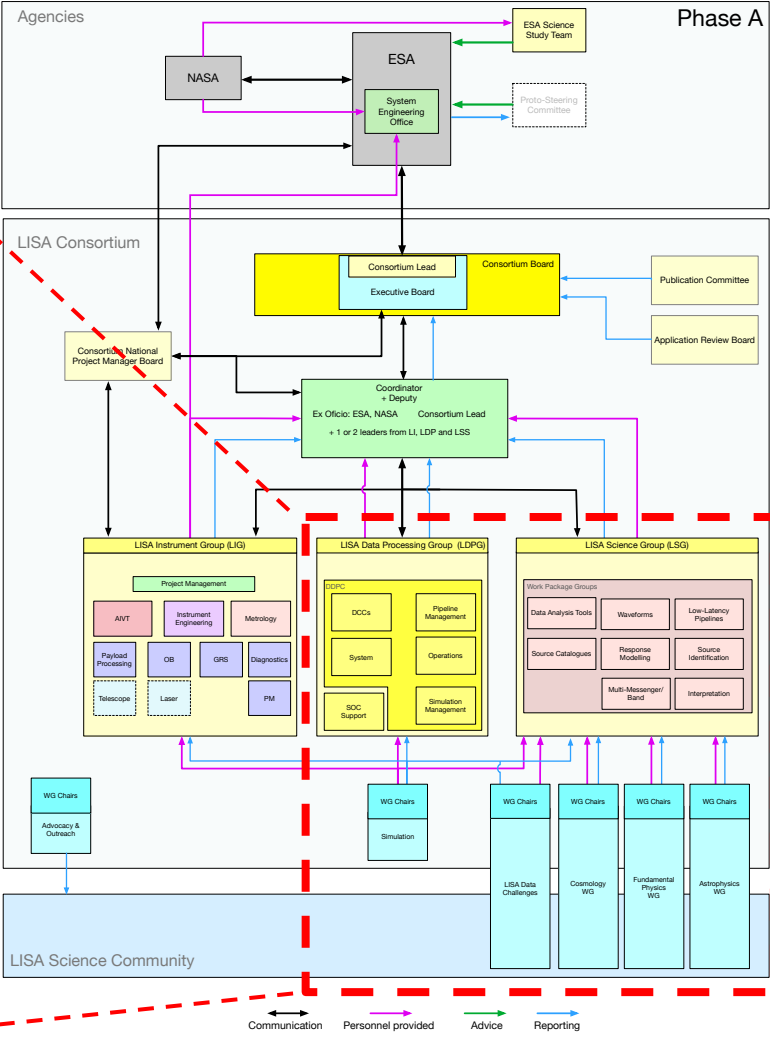 Agencies
Phase A
ESA Science
Study Team
ESA
NASA
System
Engineering
Office
Proto-Steering
Committee
LISA Consortium
Consortium Lead
Consortium Board
Executive Board
Publication Committee
Application Review Board
Consortium National
Project Manager Board
Coordinator
+ Deputy
Ex Oficio: ESA, NASA Consortium Lead
+ 1 or 2 leaders from LI, LDP and LSS
LISA Instrument Group (LIG)
Project Management
AIVT
Instrument
Engineering
Metrology
Payload
Processing
OB
GRS
Diagnostics
Telescope
Laser
PM
LISA Data Processing Group (LDPG)
DDPC
DCCs
Pipeline
Management
System
Operations
SOC
Support
Simulation
Management
LISA Science Group (LSG)
Work Package Groups
Data Analysis Tools
Waveforms
Low-Latency
Pipelines
Source Catalogues
Response
Modelling
Source
Identification
Multi-Messenger/
Band
Interpretation
WG Chairs
Advocacy &
Outreach
WG Chairs
Simulation
WG Chairs
LISA Data
Challenges
WG Chairs
Cosmology
WG
WG Chairs
Fundamental
Physics
WG
WG Chairs
Astrophysics
WG
LISA Science Community
Communication
Personnel provided
Advice
Reporting